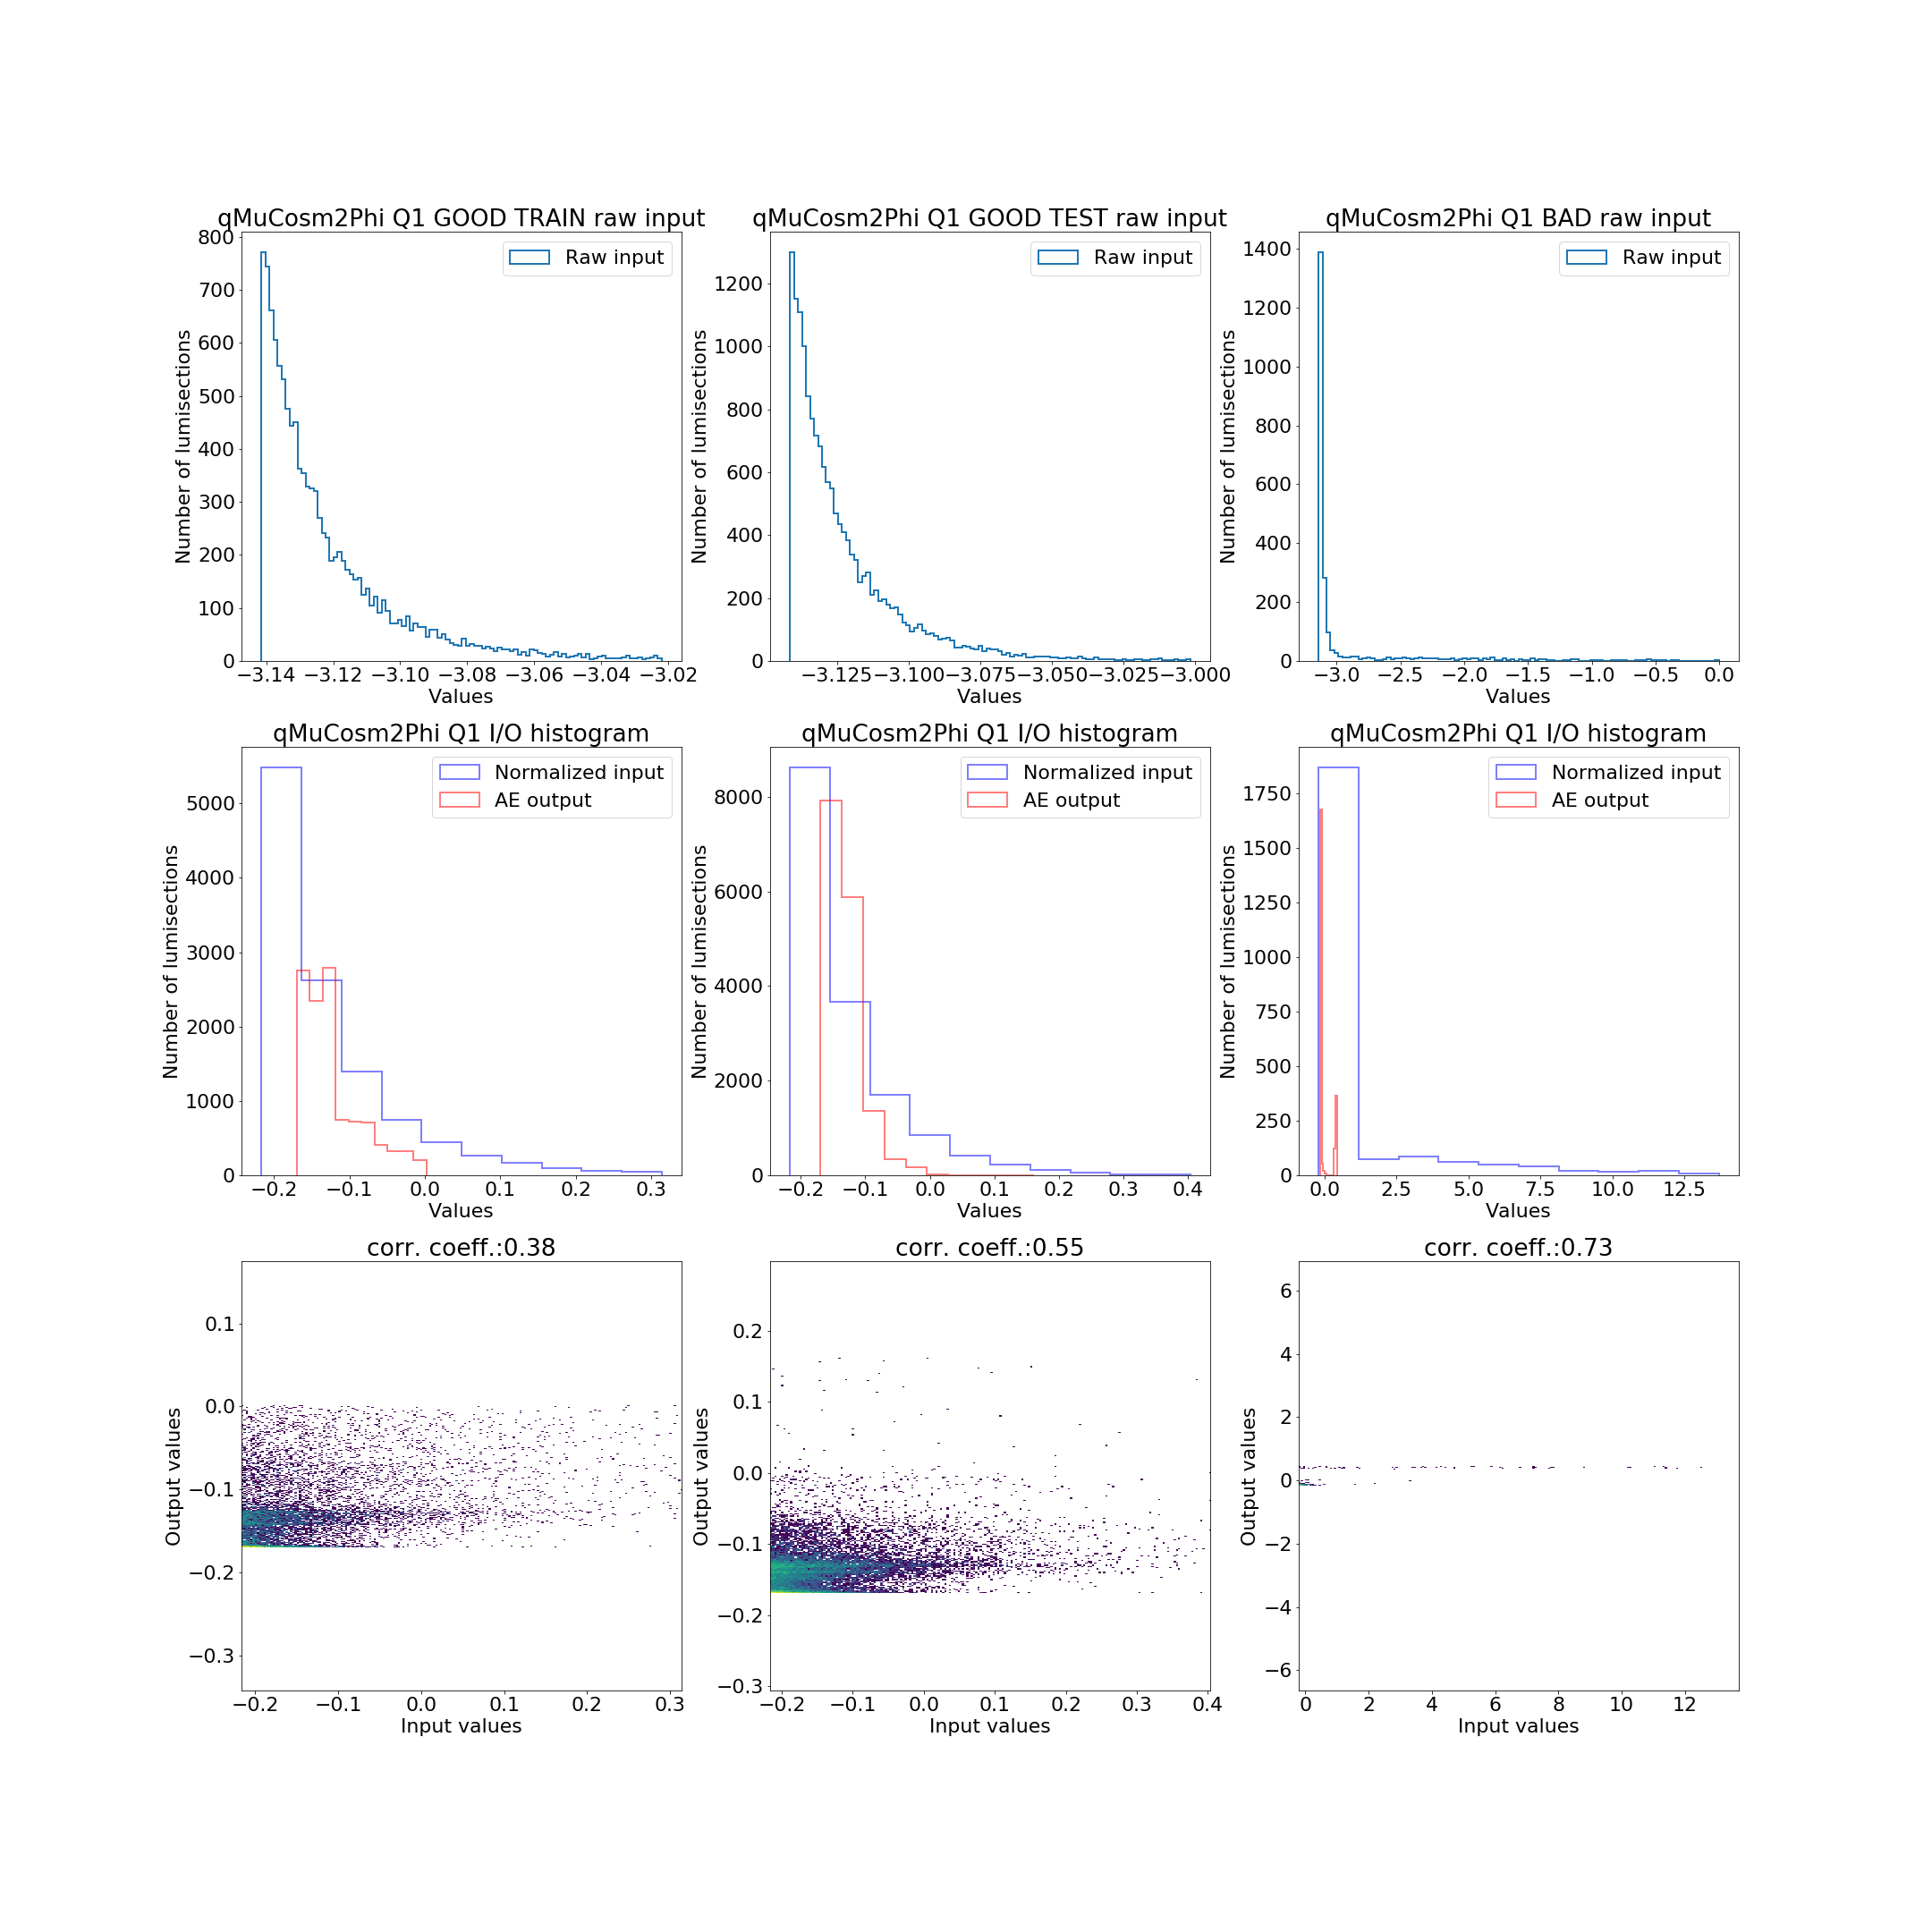 qMuCosm2Phi Q1 GOOD TRAIN raw input
Number of lumisections
800
700
600
500
400
300
200
100
0
Raw input
−3.14 −3.12 −3.10 −3.08 −3.06 −3.04 −3.02
Values
qMuCosm2Phi Q1 GOOD TEST raw input
Number of lumisections
1200
1000
800
600
400
200
0
Raw input
−3.125 −3.100 −3.075 −3.050 −3.025 −3.000
Values
qMuCosm2Phi Q1 BAD raw input
Number of lumisections
1400
1200
1000
800
600
400
200
0
Raw input
−3.0 −2.5 −2.0 −1.5 −1.0 −0.5 0.0
Values
qMuCosm2Phi Q1 I/O histogram
Number of lumisections
5000
4000
3000
2000
1000
0
Normalized input
AE output
−0.2 −0.1 0.0 0.1 0.2 0.3
Values
qMuCosm2Phi Q1 I/O histogram
Number of lumisections
8000
6000
4000
2000
0
Normalized input
AE output
−0.2 −0.1 0.0 0.1 0.2 0.3 0.4
Values
qMuCosm2Phi Q1 I/O histogram
Number of lumisections
1750
1500
1250
1000
750
500
250
0
Normalized input
AE output
0.0 2.5 5.0 7.5 10.0 12.5
Values
corr. coeff.:0.38
Output values
0.1
0.0
−0.1
−0.2
−0.3
−0.2 −0.1 0.0 0.1 0.2 0.3
Input values
corr. coeff.:0.55
Output values
0.2
0.1
0.0
−0.1
−0.2
−0.3
−0.2 −0.1 0.0 0.1 0.2 0.3 0.4
Input values
corr. coeff.:0.73
Output values
6
4
2
0
−2
−4
−6
0 2 4 6 8 10 12
Input values